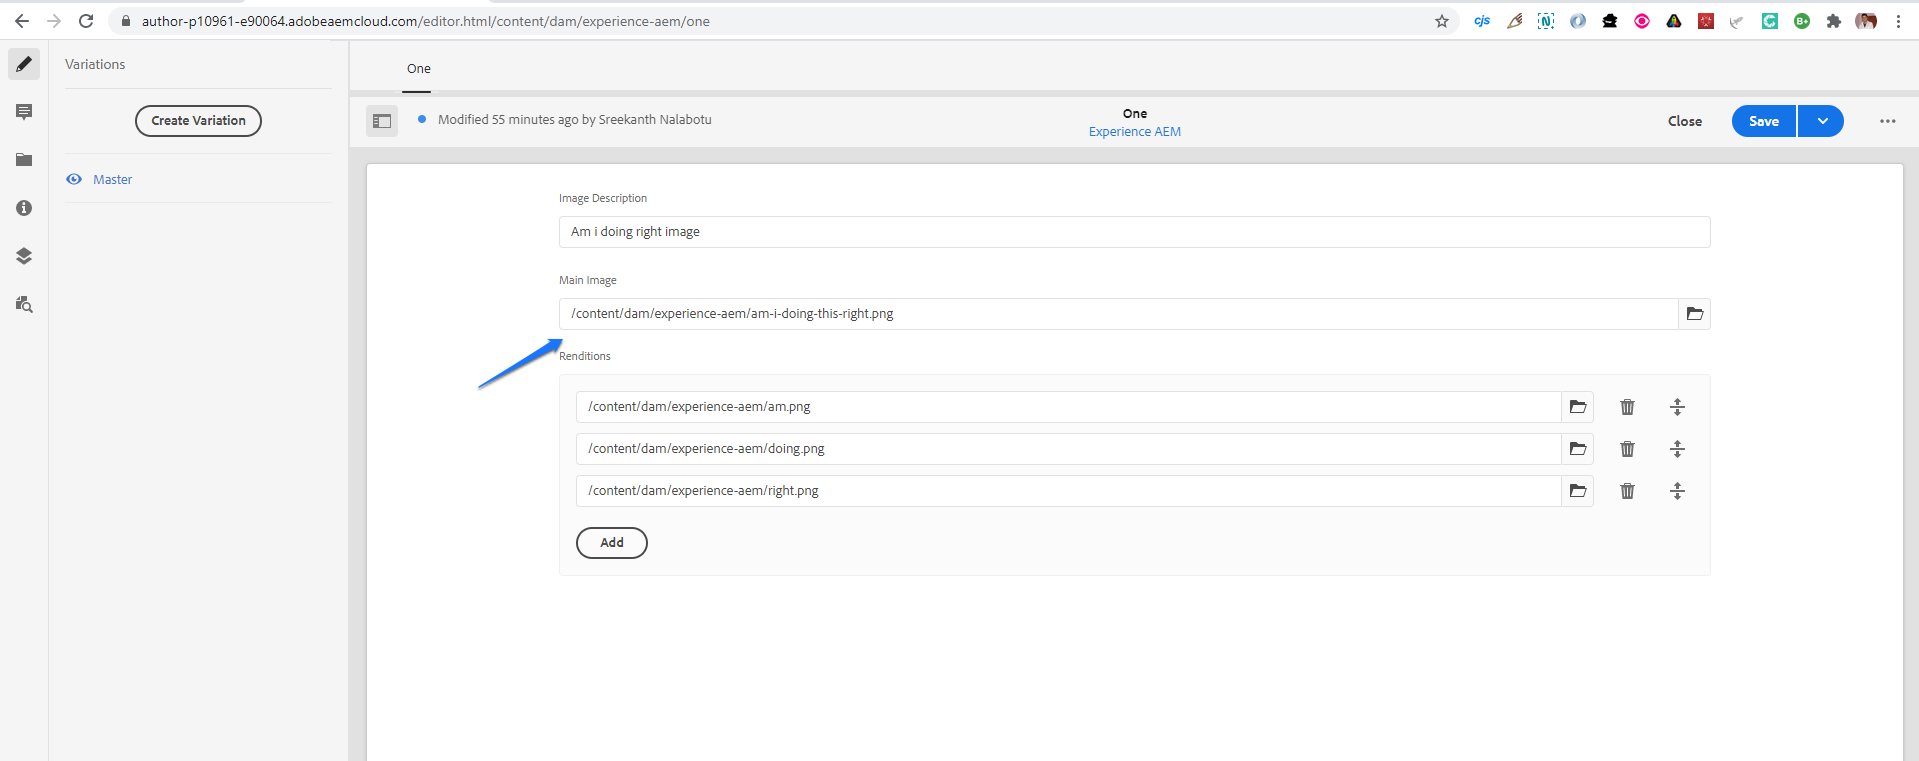 author-p10961-e90064.adobeaemcloud.com/editor.html/content/dam/experience-aem/one
cjs
N
B+
Variations
One
Create Variation
Modified 55 minutes ago by Sreekanth Nalabotu
One
Experience AEM
Close
Save
Master
Image Description
Am i doing right image
Main Image
/content/dam/experience-aem/am-i-doing-this-right.png
Renditions
/content/dam/experience-aem/am.png
/content/dam/experience-aem/doing.png
/content/dam/experience-aem/right.png
Add